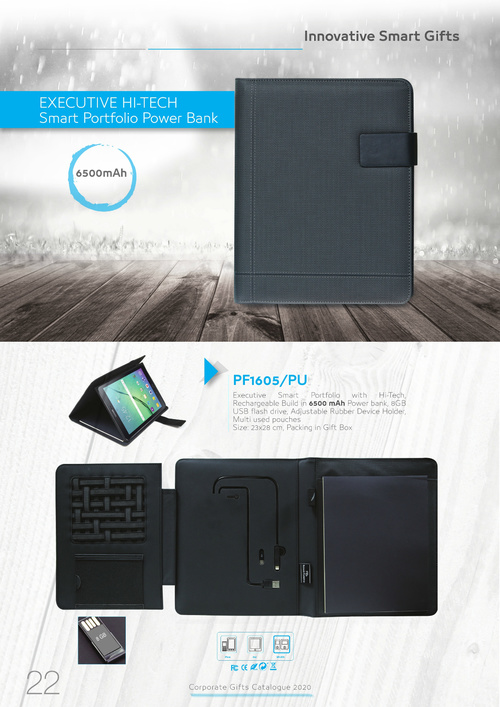 Innovative Smart Gifts
EXECUTIVE HI-TECH
Smart Portfolio Power Bank
6500mAh
PF1605/PU
Executive Smart Portfolio with Hi-Tech,
Rechargeable Build in 6500 mAh Power bank, 8GB
USB flash drive, Adjustable Rubber Device Holder,
Multi used pouches
Size: 23x28 cm, Packing in Gift Box
8 GB
FC CE
22
Corporate Gifts Catalogue 2020